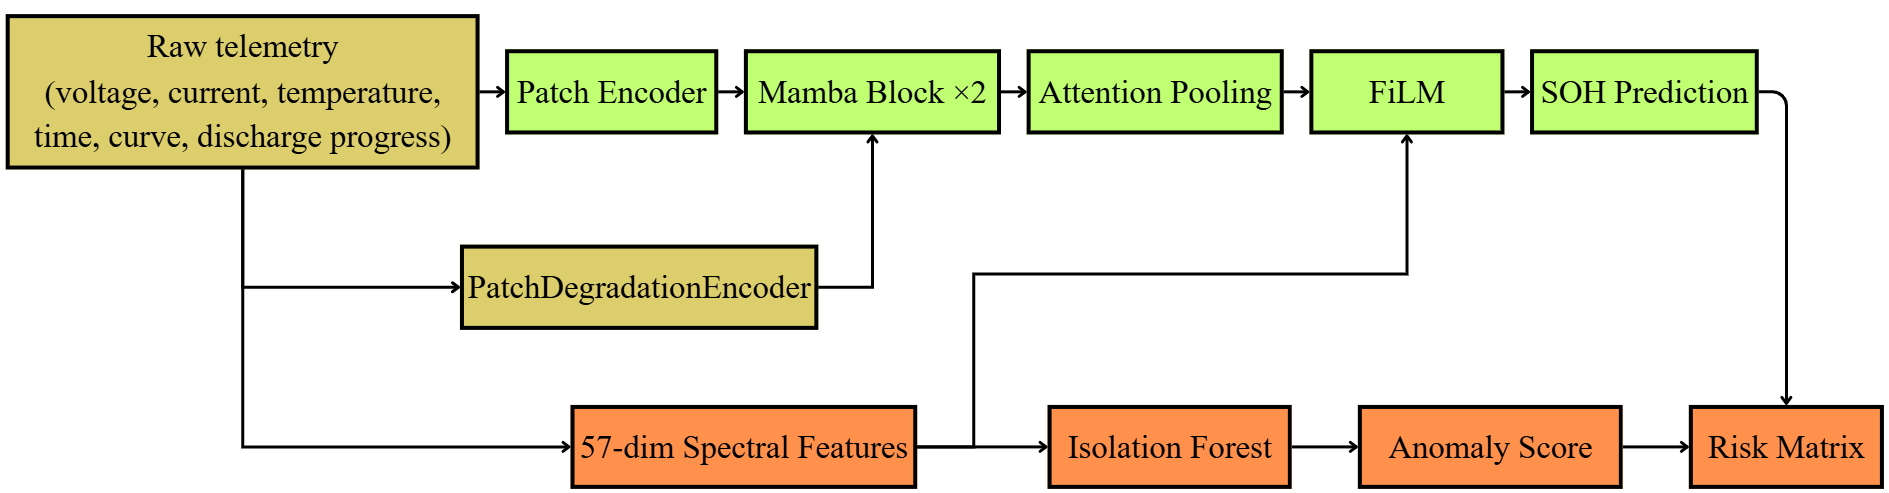 Raw telemetry
(voltage, current, temperature,
time, curve, discharge progress)
Patch Encoder
Mamba Block ×2
Attention Pooling
FiLM
SOH Prediction
PatchDegradationEncoder
57-dim Spectral Features
Isolation Forest
Anomaly Score
Risk Matrix